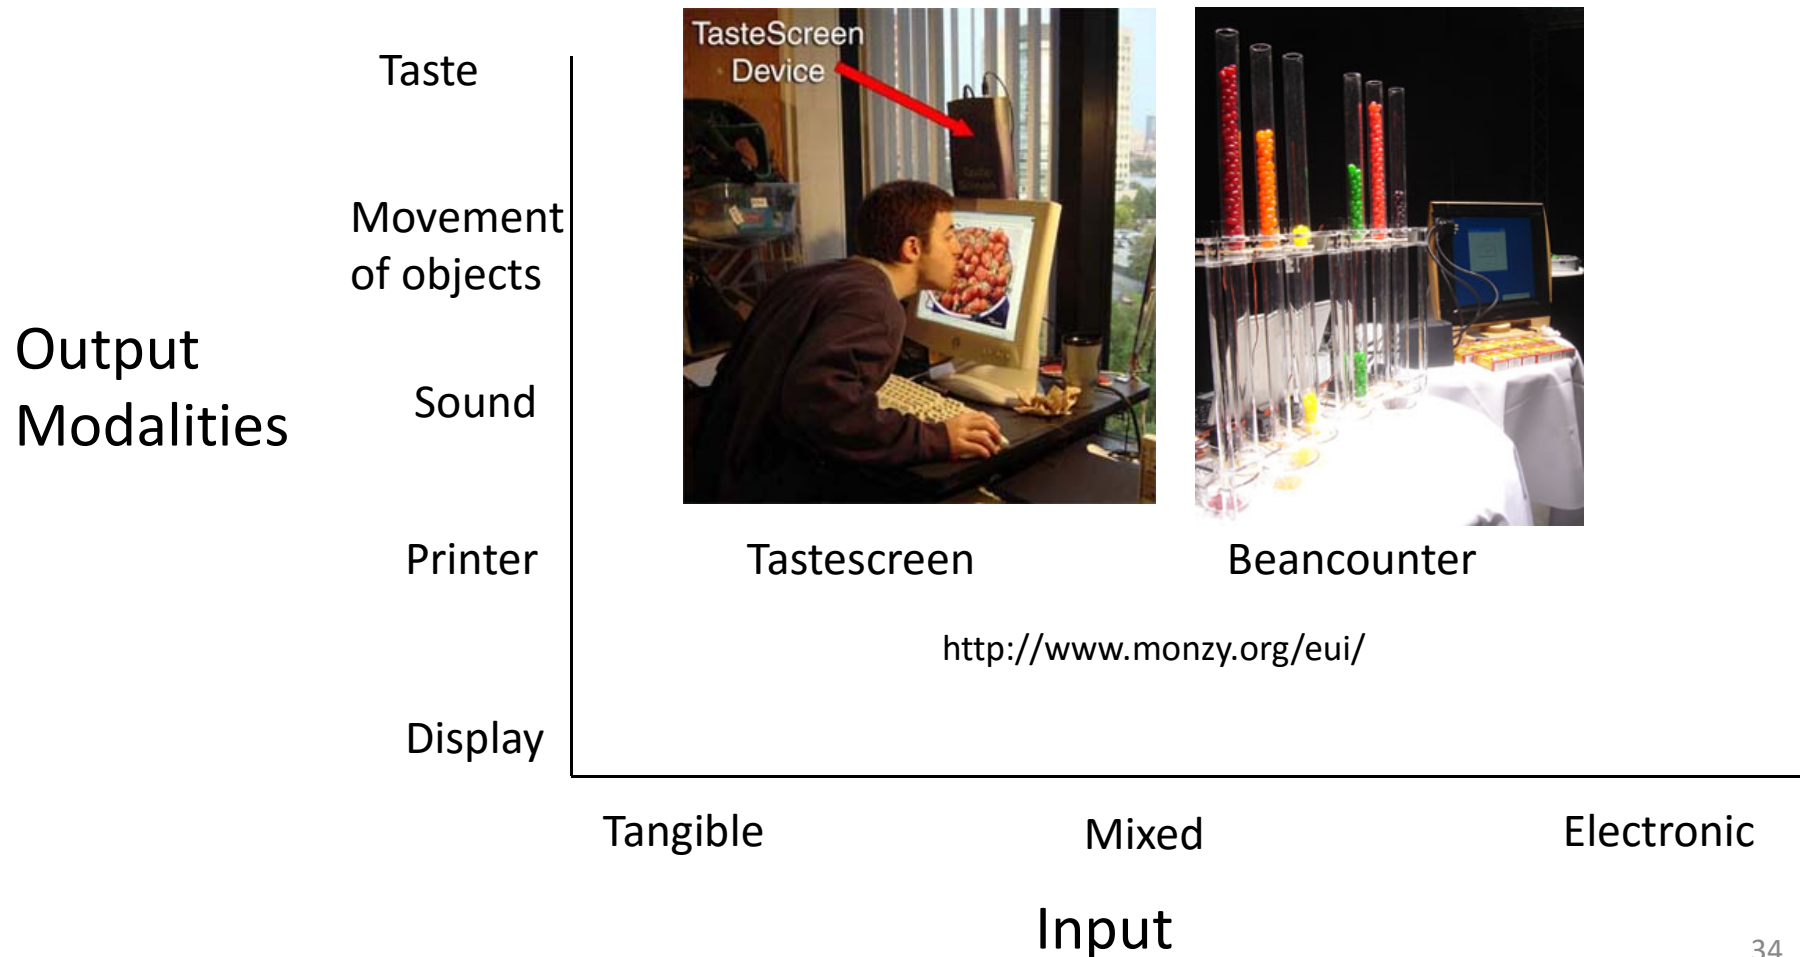 TasteScreen
Device
Taste
Movement
of objects
Output
Modalities
Sound
Printer
Tastescreen
Beancounter
http://www.monzy.org/eui/
Display
Tangible
Mixed
Electronic
Input
34